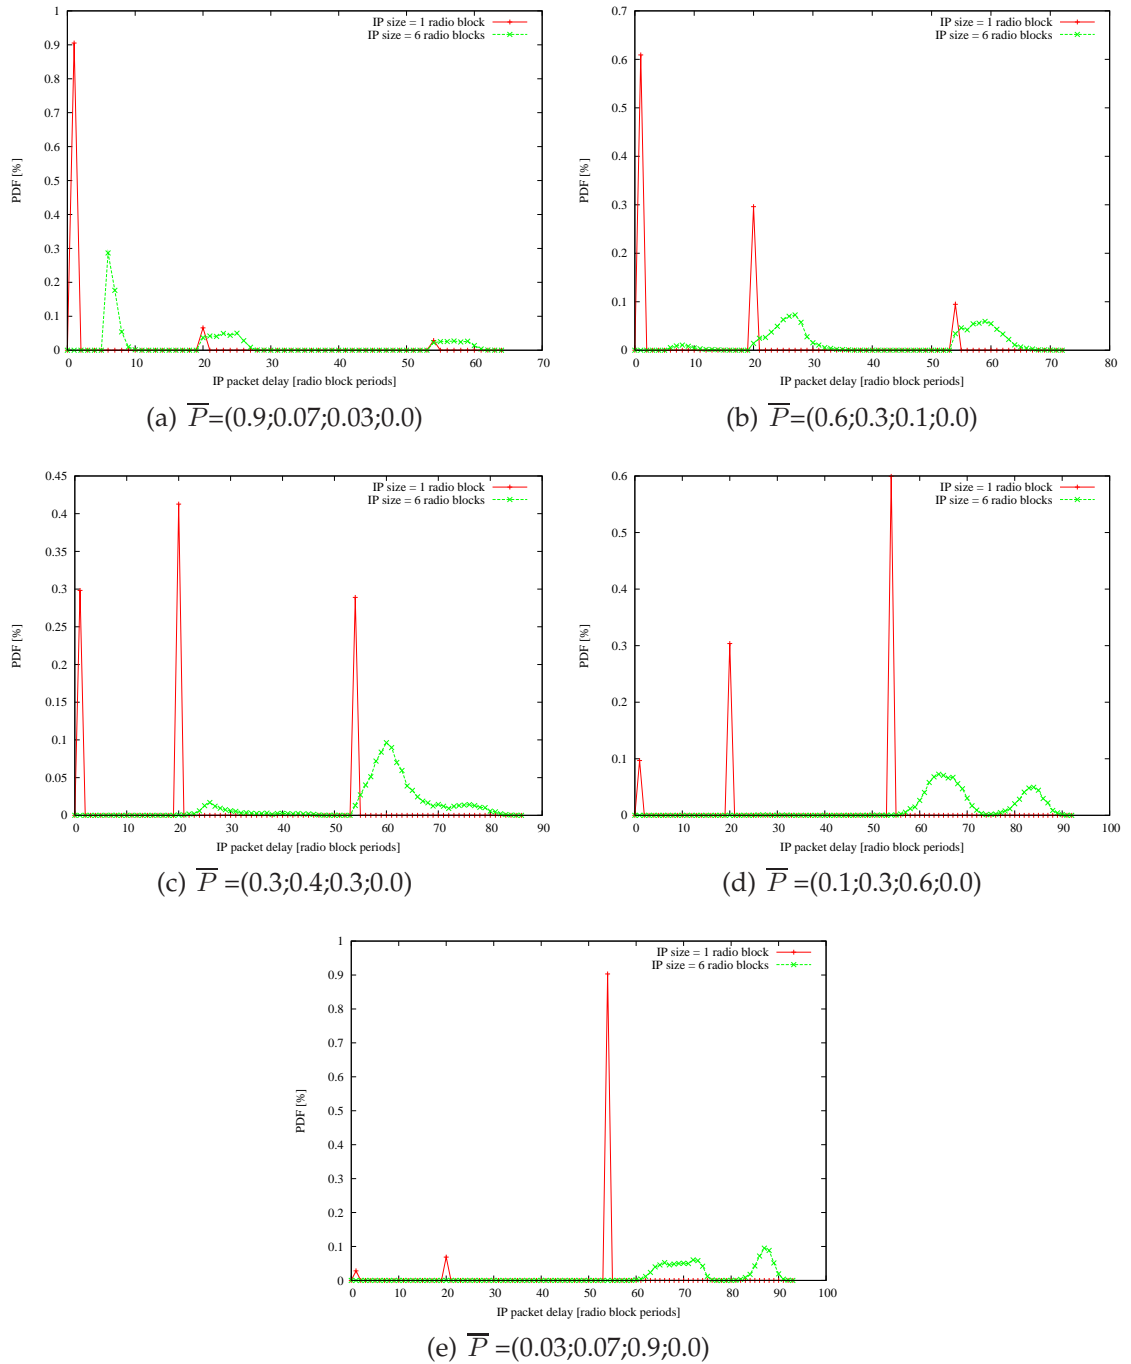 1
0.9
0.8
0.7
0.6
0.5
0.4
0.3
0.2
0.1
0
0 10 20 30 40 50 60 70
PDF [%]
IP packet delay [radio block periods]
IP size = 1 radio block
IP size = 6 radio blocks
(a) P=(0.9;0.07;0.03;0.0)
0.7
0.6
0.5
0.4
0.3
0.2
0.1
0
0 10 20 30 40 50 60 70 80
PDF [%]
IP packet delay [radio block periods]
IP size = 1 radio block
IP size = 6 radio blocks
(b) P=(0.6;0.3;0.1;0.0)
0.45
0.4
0.35
0.3
0.25
0.2
0.15
0.1
0.05
0
0 10 20 30 40 50 60 70 80 90
PDF [%]
IP packet delay [radio block periods]
IP size = 1 radio block
IP size = 6 radio blocks
(c) P =(0.3;0.4;0.3;0.0)
0.6
0.5
0.4
0.3
0.2
0.1
0
0 10 20 30 40 50 60 70 80 90 100
PDF [%]
IP packet delay [radio block periods]
IP size = 1 radio block
IP size = 6 radio blocks
(d) P =(0.1;0.3;0.6;0.0)
1
0.9
0.8
0.7
0.6
0.5
0.4
0.3
0.2
0.1
0
0 10 20 30 40 50 60 70 80 90 100
PDF [%]
IP packet delay [radio block periods]
IP size = 1 radio block
IP size = 6 radio blocks
(e) P =(0.03;0.07;0.9;0.0)